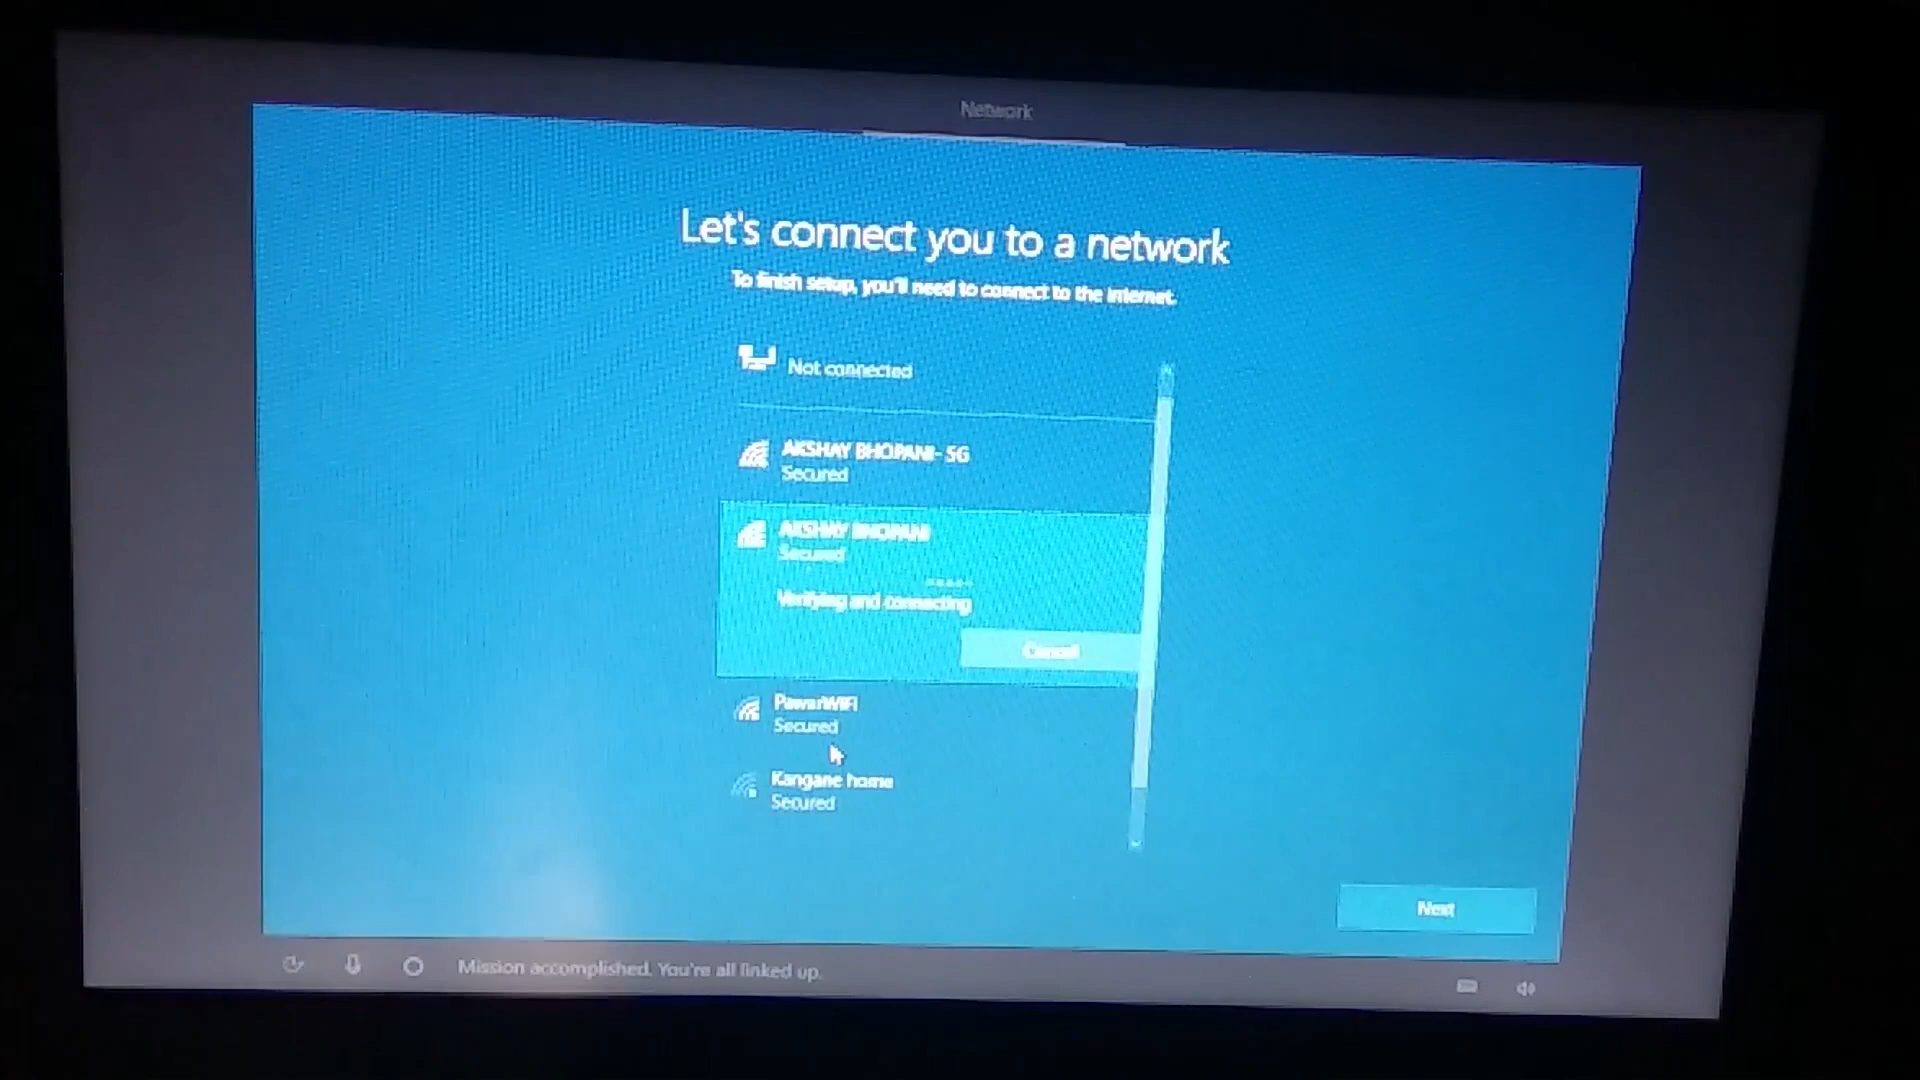 Network
Let's connect you to a network
To finish setup, you'll need to connect to the Internet.
Not connected
AKSHAY BHOPANI- 5G
Secured
AKSHAY BHOPANI
Secured
Verifying and connecting
Cancel
PawarWiFi
Secured
Kangane home
Secured
Next
Mission accomplished. You're all linked up.